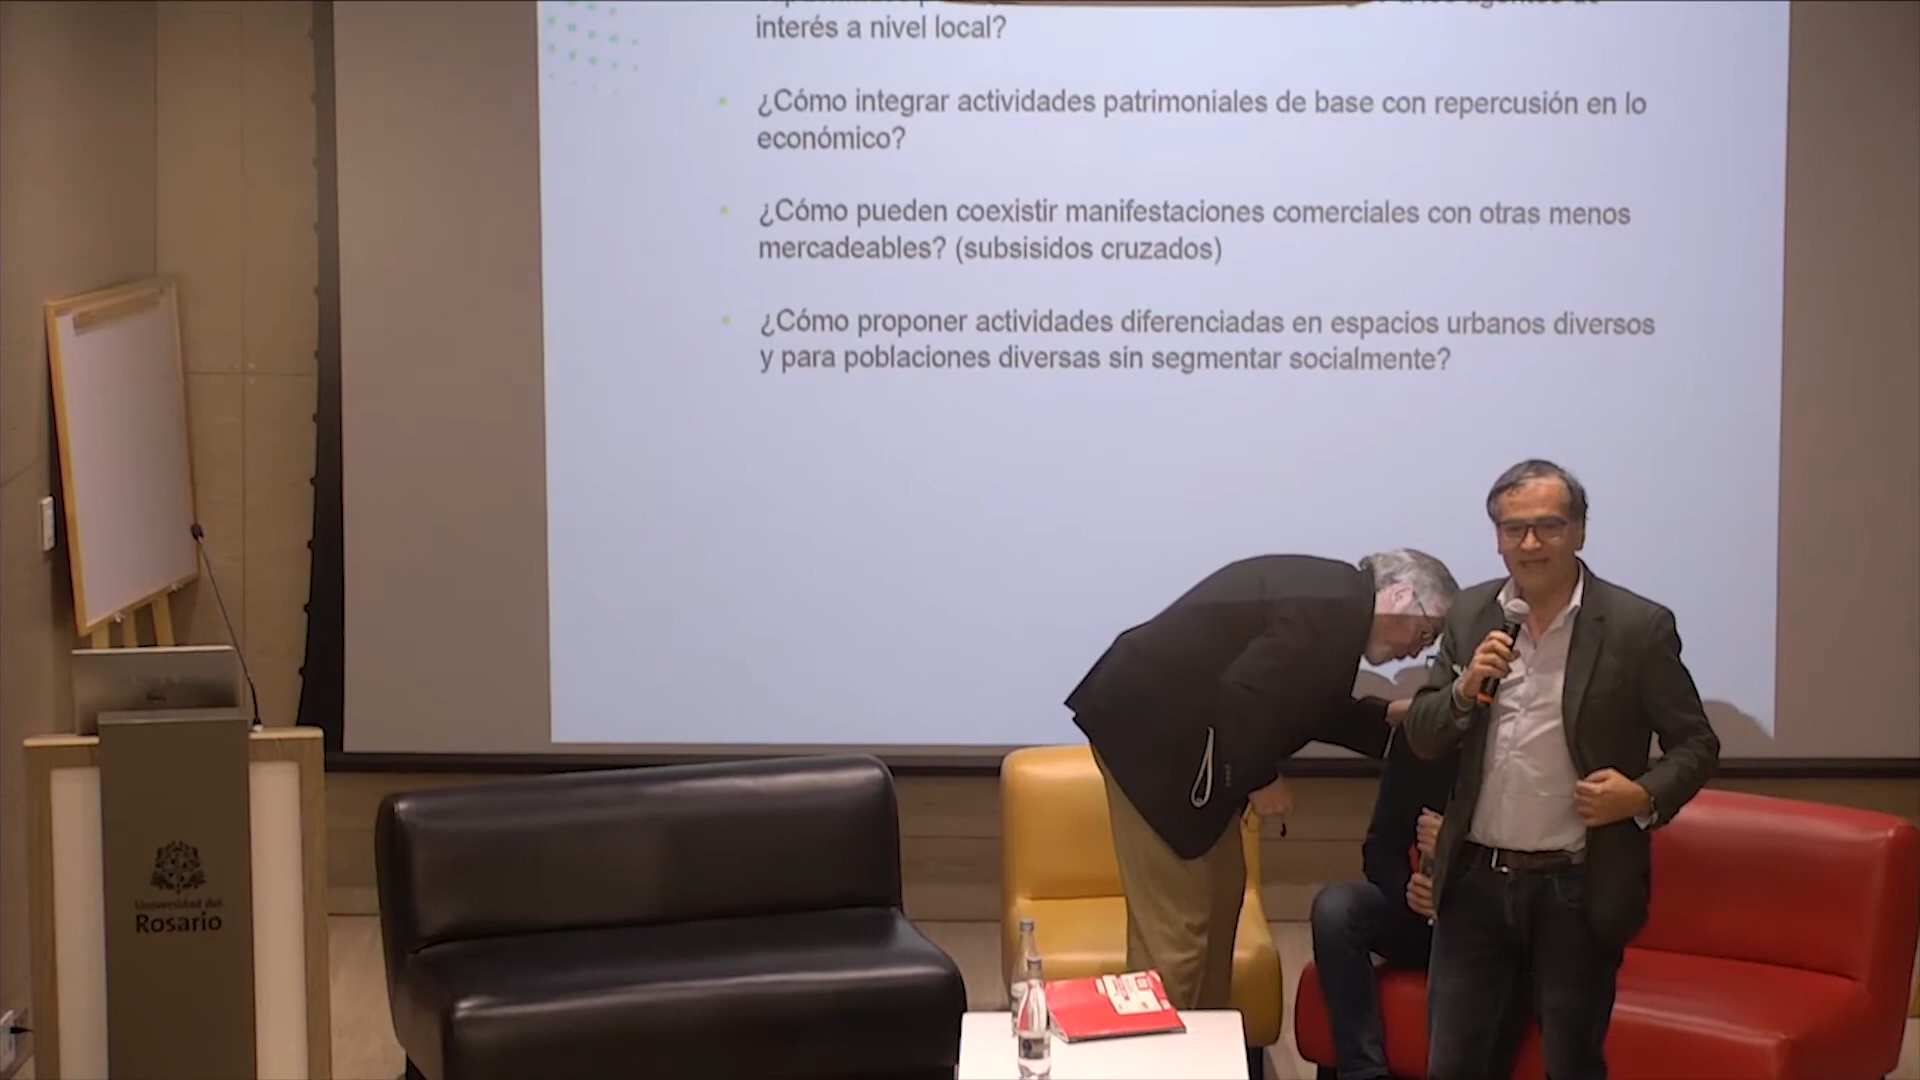 interés a nivel local?
¿Cómo integrar actividades patrimoniales de base con repercusión en lo
económico?
¿Cómo pueden coexistir manifestaciones comerciales con otras menos
mercadeables? (subsisidos cruzados)
¿Cómo proponer actividades diferenciadas en espacios urbanos diversos
y para poblaciones diversas sin segmentar socialmente?
Universidad del
Rosario